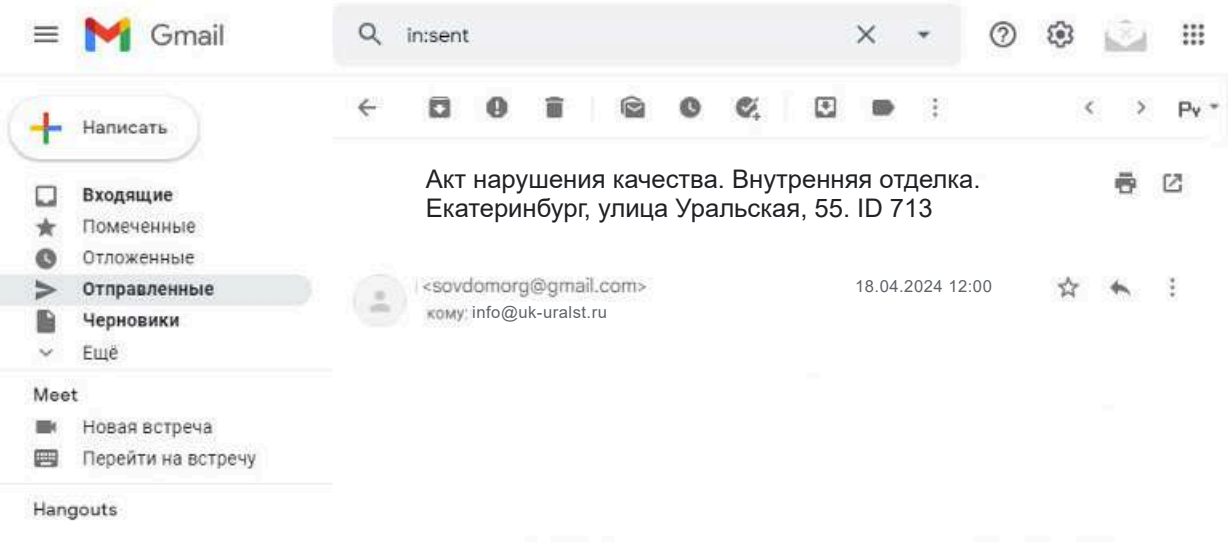 Gmail
in:sent
Ру
Написать
Акт нарушения качества. Внутренняя отделка.
Екатеринбург, улица Уральская, 55. ID 713
Входящие
Помеченные
Отложенные
Отправленные
Черновики
Ещё
<sovdomorg@gmail.com>
18.04.2024 12:00
кому: info@uk-uralst.ru
Meet
Новая встреча
Перейти на встречу
Hangouts